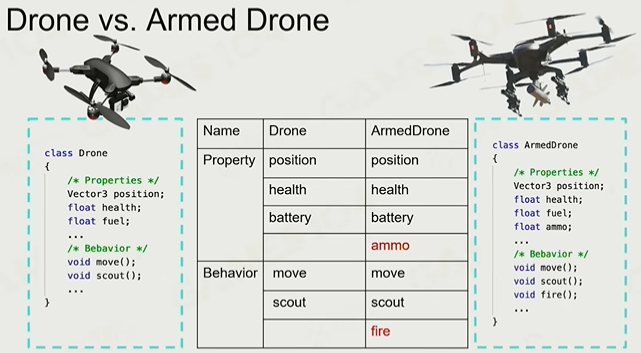 Drone vs. Armed Drone
class Drone
{
/* Properties */
Vector3 position;
float health;
float fuel;
...
/* Bebavior */
void move();
void scout();
...
}
Name Drone ArmedDrone
Property position position
health health
battery battery
ammo
Behavior move move
scout scout
fire
class ArmedDrone
{
/* Properties */
Vector3 position;
float health;
float fuel;
float ammo;
...
/* Bebavior */
void move();
void scout();
void fire();
...
}